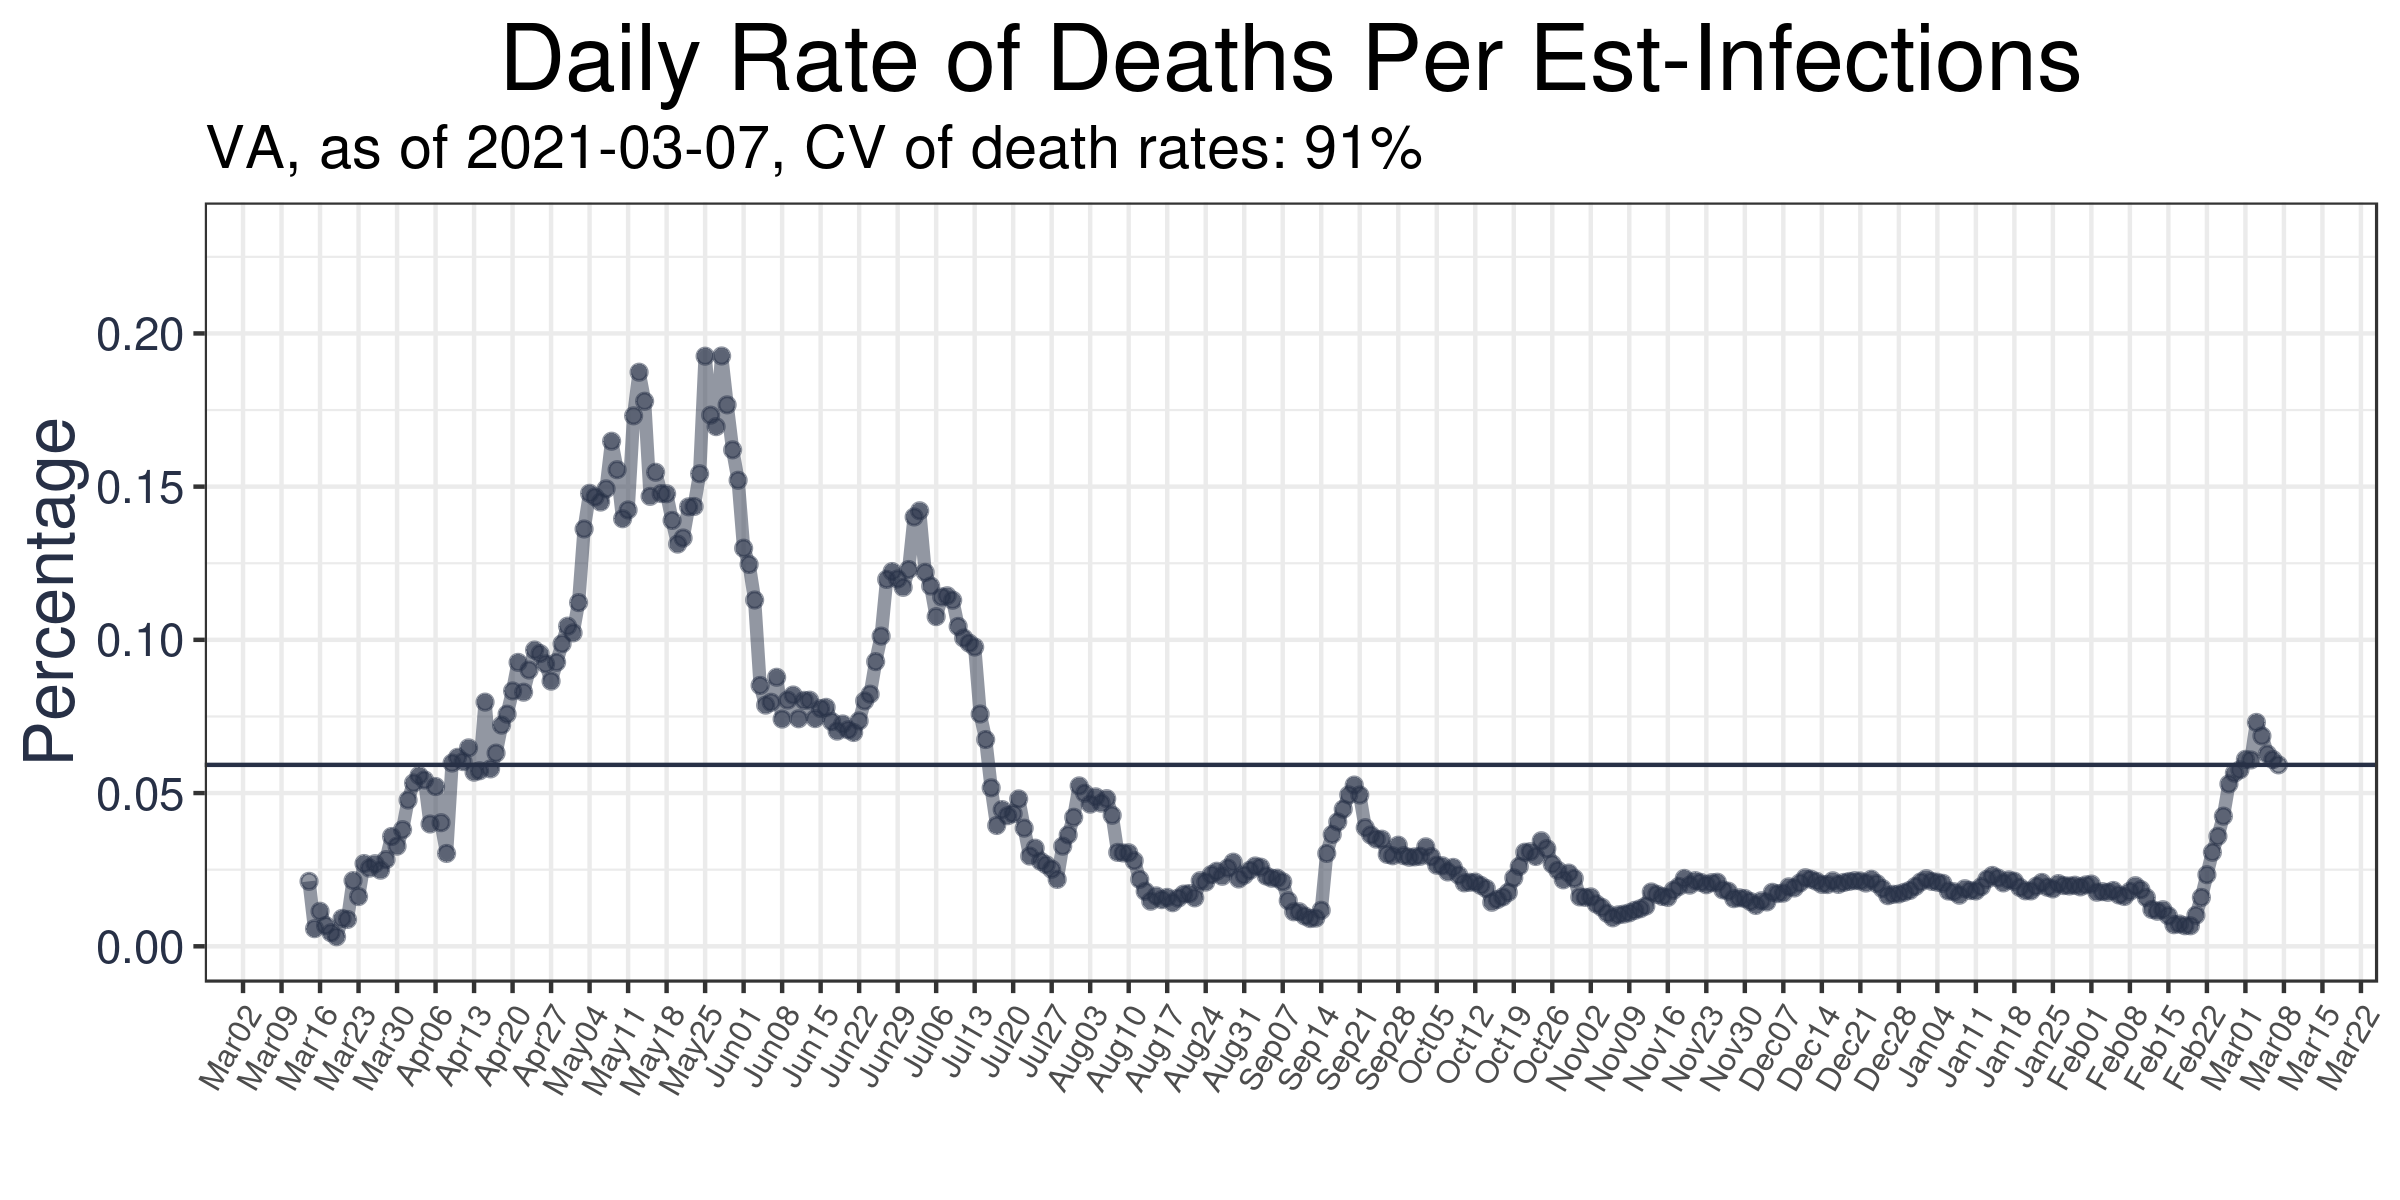 Daily Rate of Deaths Per Est-Infections
VA, as of 2021-03-07, CV of death rates: 91%
Percentage
0.20
0.15
0.10
0.05
0.00
Mar02
Mar09
Mar16
Mar23
Mar30
Apr06
Apr13
Apr20
Apr27
May04
May11
May18
May25
Jun01
Jun08
Jun15
Jun22
Jun29
Jul06
Jul13
Jul20
Jul27
Aug03
Aug10
Aug17
Aug24
Aug31
Sep07
Sep14
Sep21
Sep28
Oct05
Oct12
Oct19
Oct26
Nov02
Nov09
Nov16
Nov23
Nov30
Dec07
Dec14
Dec21
Dec28
Jan04
Jan11
Jan18
Jan25
Feb01
Feb08
Feb15
Feb22
Mar01
Mar08
Mar15
Mar22